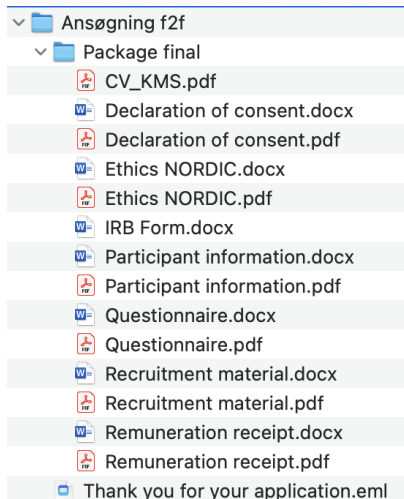 Ansøgning f2f
Package final
CV_KMS.pdf
Declaration of consent.docx
Declaration of consent.pdf
Ethics NORDIC.docx
Ethics NORDIC.pdf
IRB Form.docx
Participant information.docx
Participant information.pdf
Questionnaire.docx
Questionnaire.pdf
Recruitment material.docx
Recruitment material.pdf
Remuneration receipt.docx
Remuneration receipt.pdf
Thank you for your application.eml